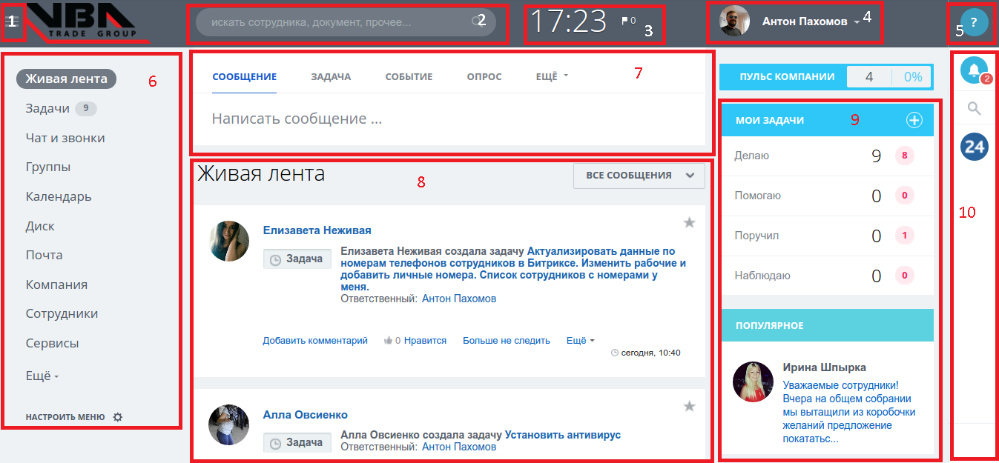 1
VBA
TRADE GROUP
искать сотрудника, документ, прочее...
2
17:23
0
3
Антон Пахомов
4
5
?
6
Живая лента
Задачи 9
Чат и звонки
Группы
Календарь
Диск
Почта
Компания
Сотрудники
Сервисы
Ещё
НАСТРОИТЬ МЕНЮ
СООБЩЕНИЕ ЗАДАЧА СОБЫТИЕ ОПРОС ЕЩЁ
7
Написать сообщение ...
Живая лента
8
ВСЕ СООБЩЕНИЯ
Елизавета Неживая
Задача
Елизавета Неживая создала задачу Актуализировать данные по
номерам телефонов сотрудников в Битриксе. Изменить рабочие и
добавить личные номера. Список сотрудников с номерами у
меня.
Ответственный: Антон Пахомов
Добавить комментарий 0 Нравится Больше не следить Ещё
сегодня, 10:40
Алла Овсиенко
Задача
Алла Овсиенко создала задачу Установить антивирус
Ответственный: Антон Пахомов
ПУЛЬС КОМПАНИИ 4 0%
МОИ ЗАДАЧИ
9
Делаю 9 8
Помогаю 0 0
Поручил 0 1
Наблюдаю 0 0
ПОПУЛЯРНОЕ
Ирина Шпырка
Уважаемые сотрудники!
Вчера на общем собрании
мы вытащили из коробочки
желаний предложение
покататьс...
2
24
10